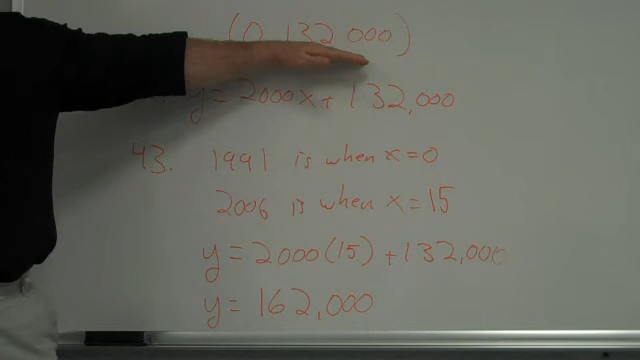 (0, 132,000)
y = 2000x + 132,000
43. 1991 is when x = 0
2006 is when x = 15
y = 2000(15) + 132,000
y = 162,000